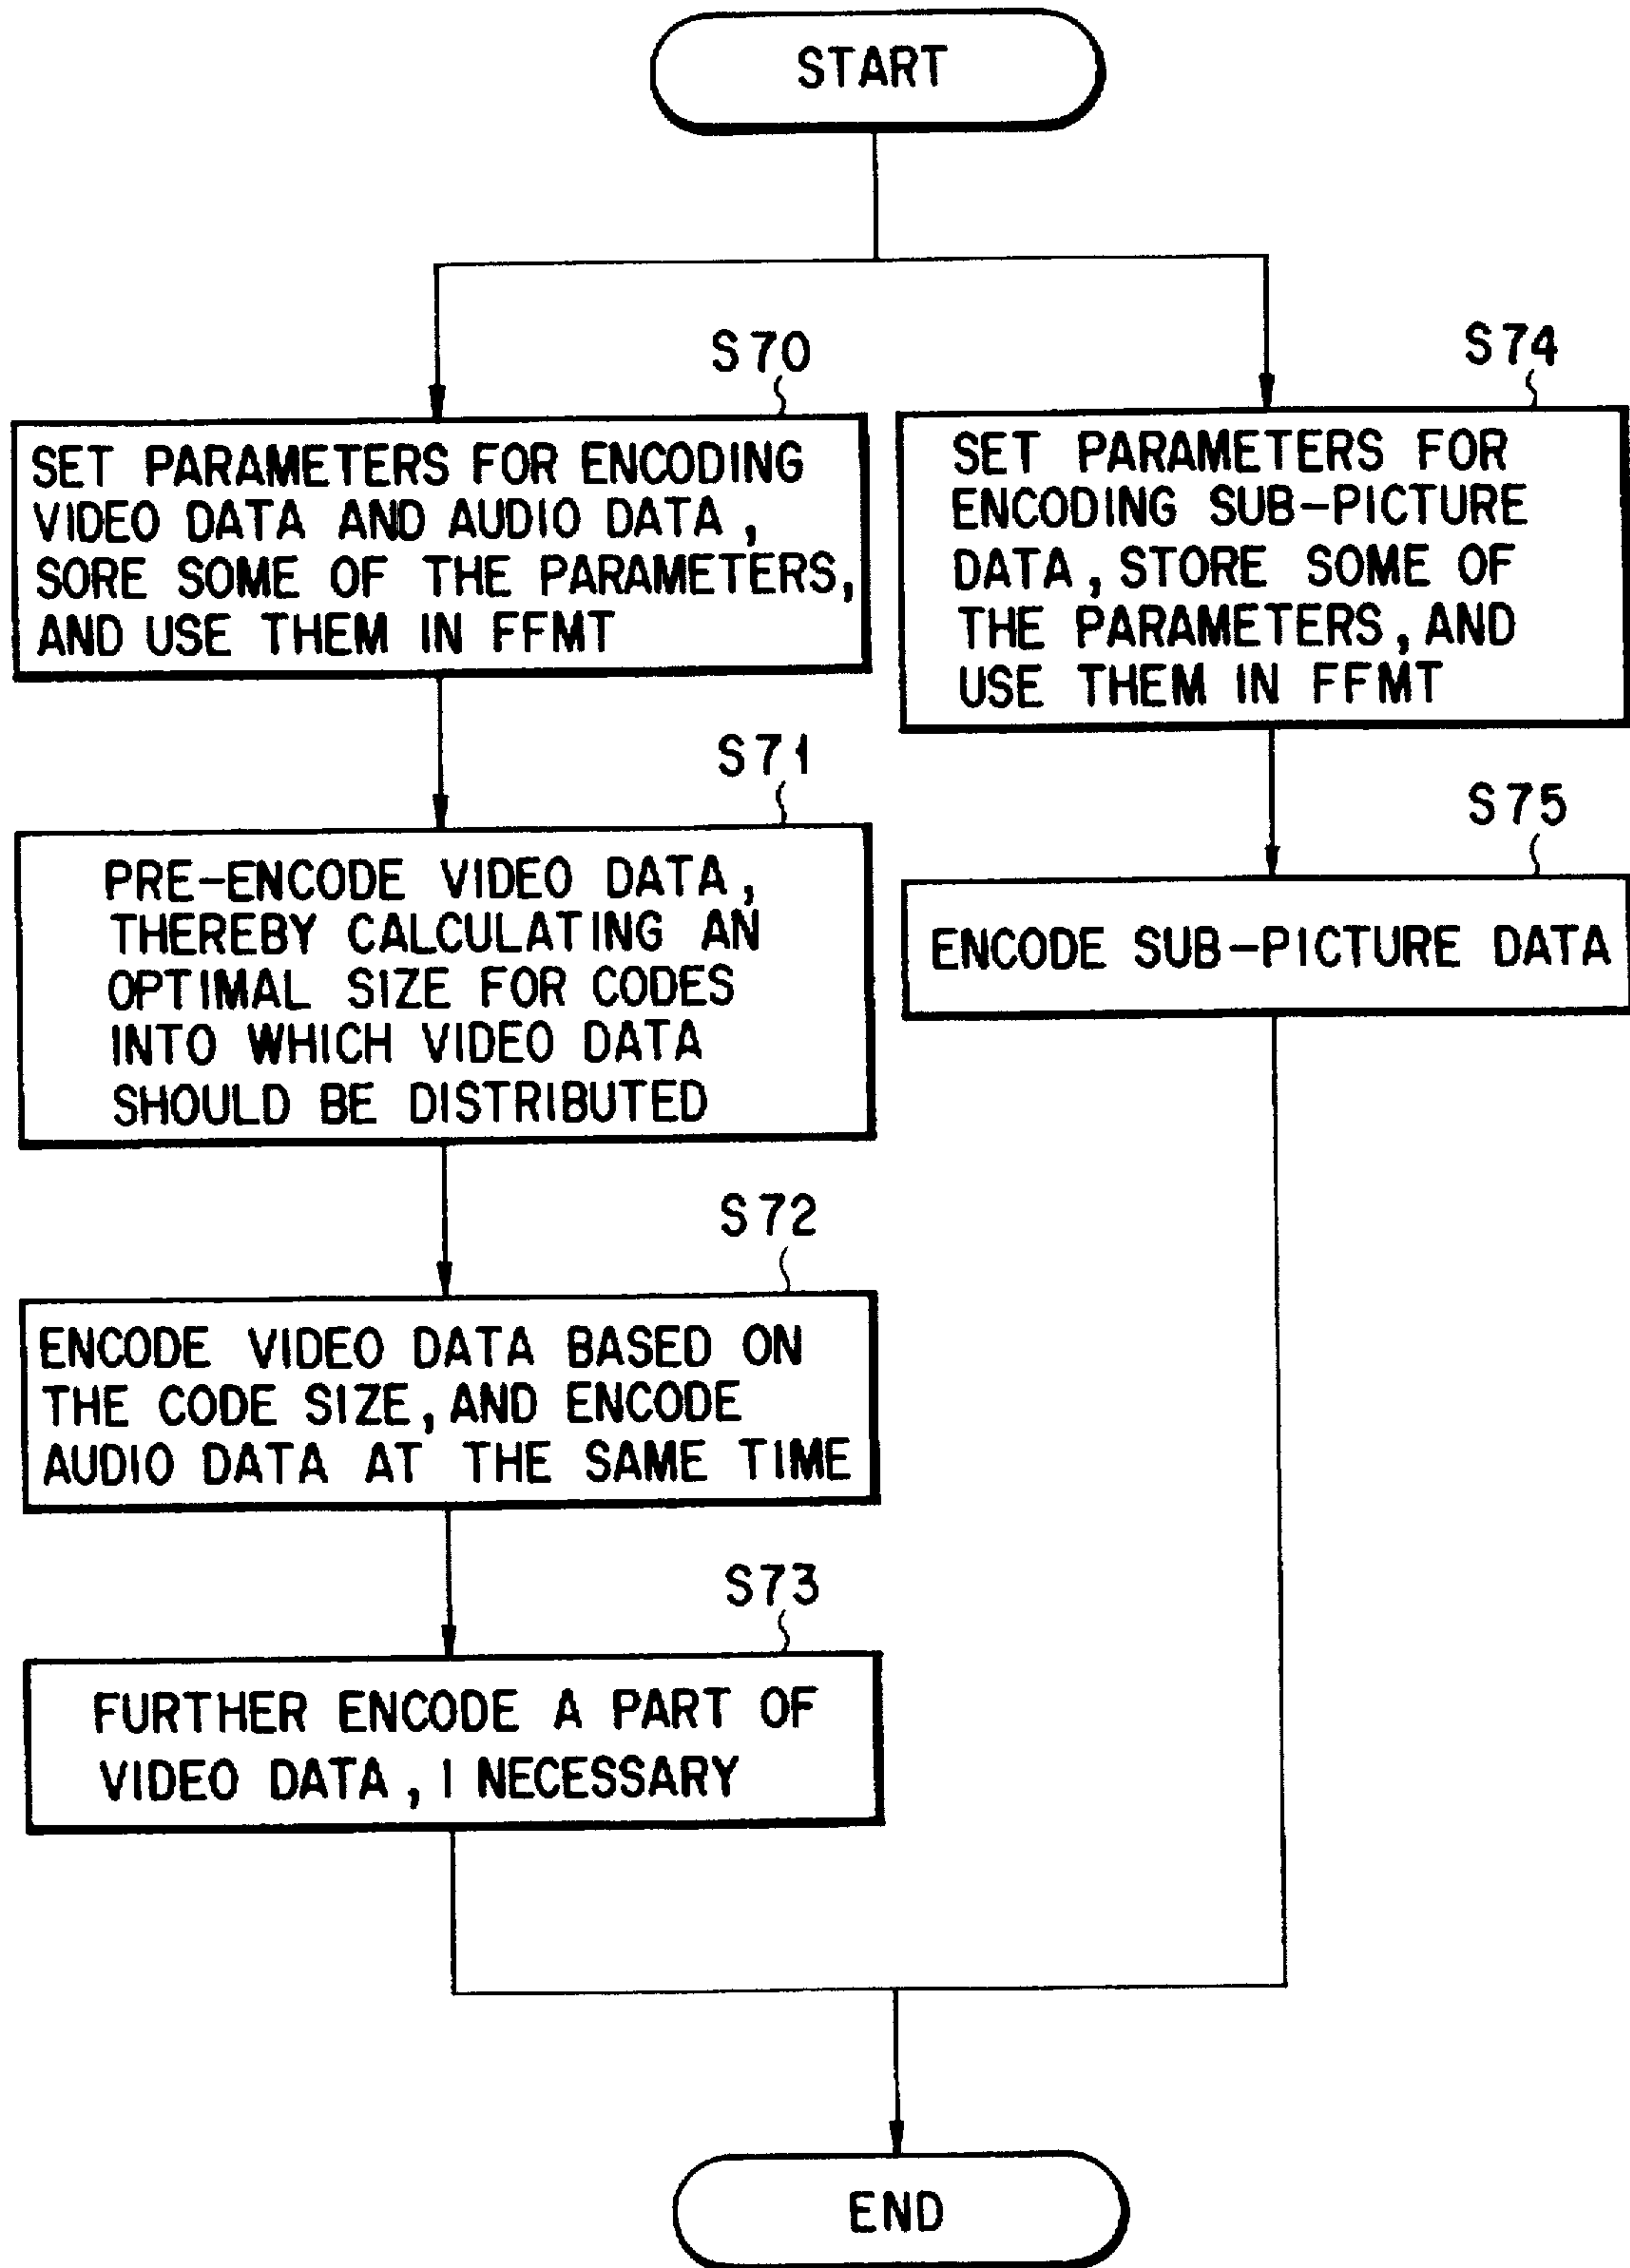 START
S70
SET PARAMETERS FOR ENCODING
VIDEO DATA AND AUDIO DATA,
SORE SOME OF THE PARAMETERS,
AND USE THEM IN FFMT
S71
PRE-ENCODE VIDEO DATA,
THEREBY CALCULATING AN
OPTIMAL SIZE FOR CODES
INTO WHICH VIDEO DATA
SHOULD BE DISTRIBUTED
S72
ENCODE VIDEO DATA BASED ON
THE CODE SIZE, AND ENCODE
AUDIO DATA AT THE SAME TIME
S73
FURTHER ENCODE A PART OF
VIDEO DATA, I NECESSARY
S74
SET PARAMETERS FOR
ENCODING SUB-PICTURE
DATA, STORE SOME OF
THE PARAMETERS, AND
USE THEM IN FFMT
S75
ENCODE SUB-PICTURE DATA
END